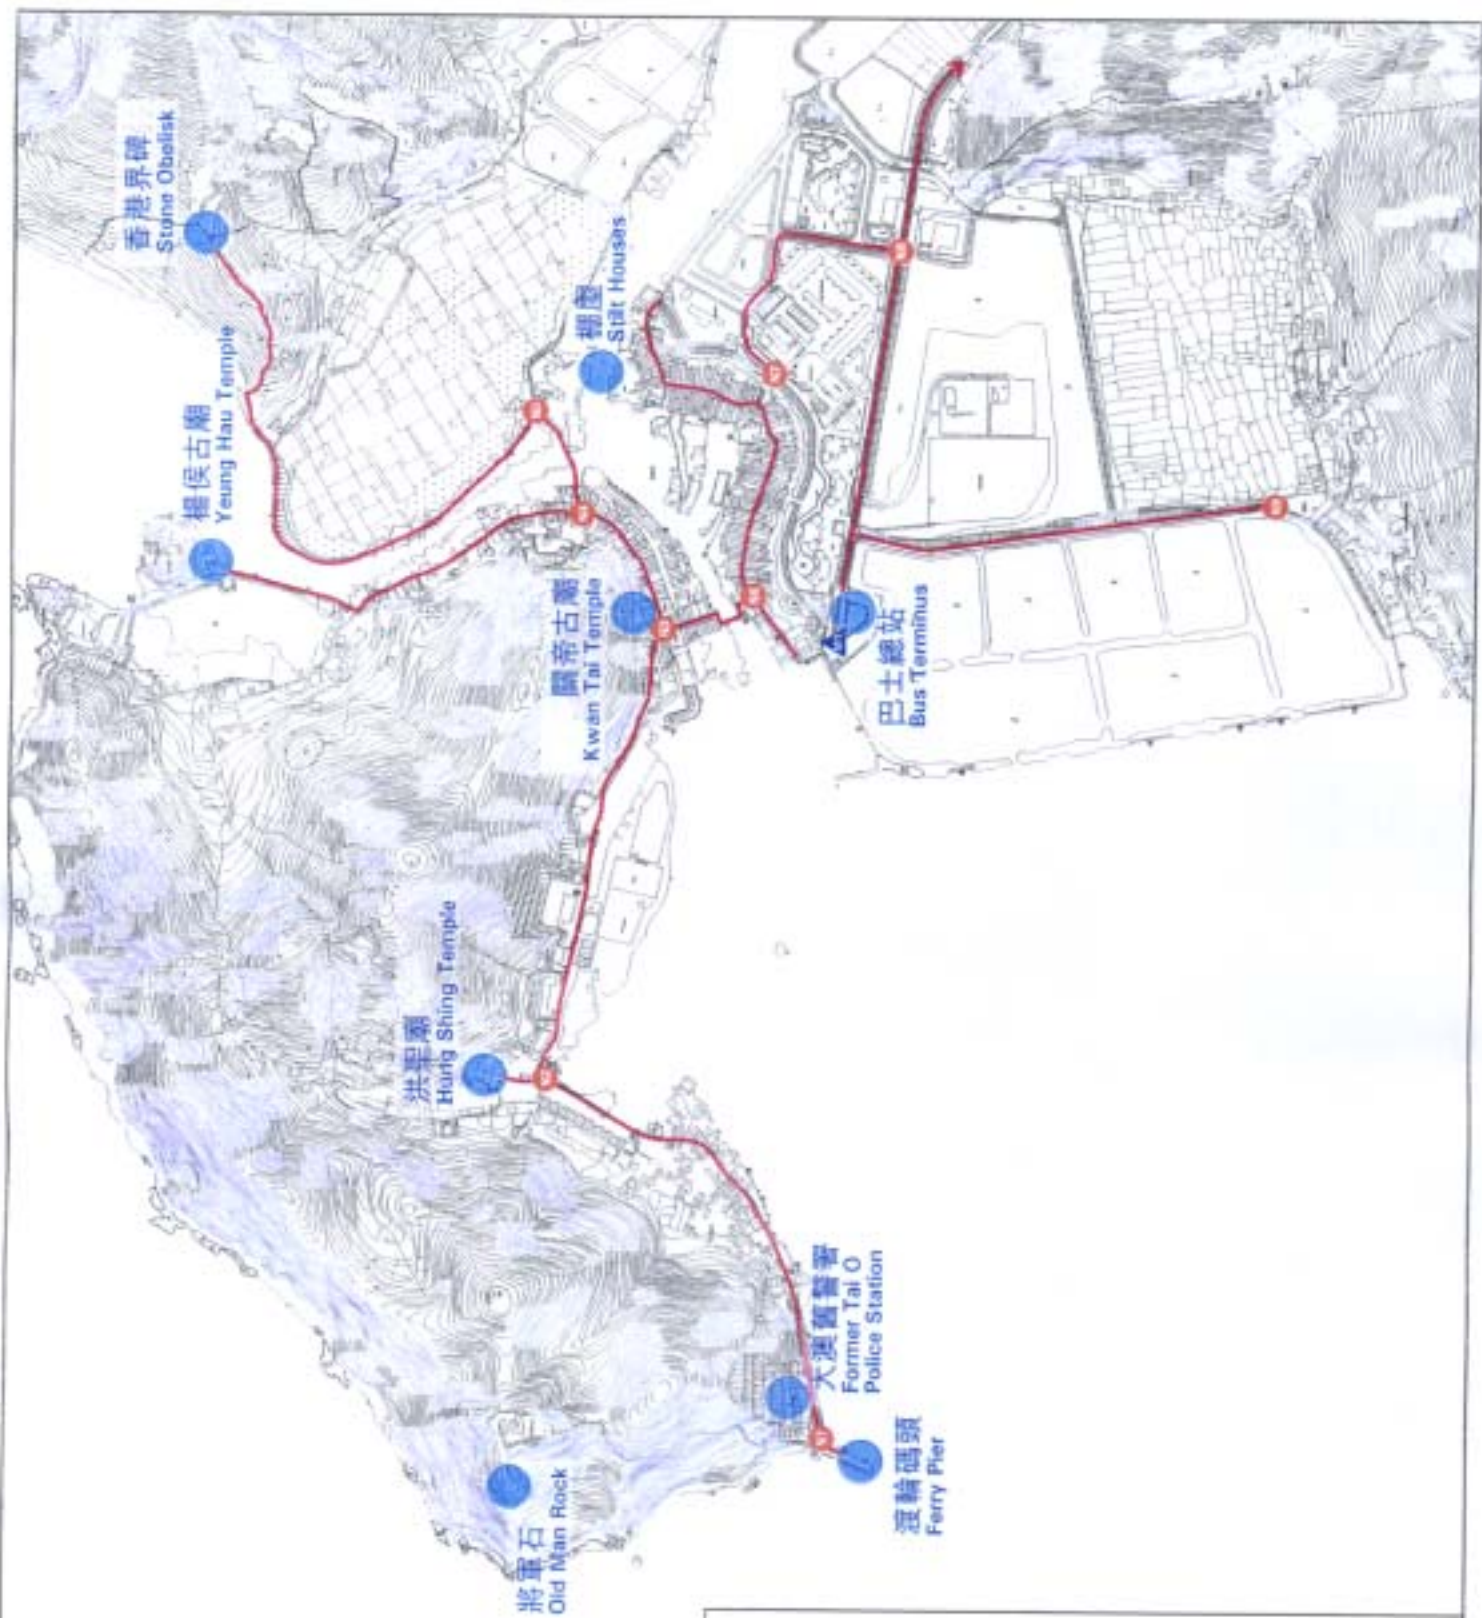 香港界碑
Stone Obelisk
楊侯古廟
Yeung Hau Temple
棚屋
Stilt Houses
關帝古廟
Kwan Tai Temple
巴士總站
Bus Terminus
洪聖廟
Hung Shing Temple
大澳舊警署
Former Tai O
Police Station
渡輪碼頭
Ferry Pier
將軍石
Old Man Rock